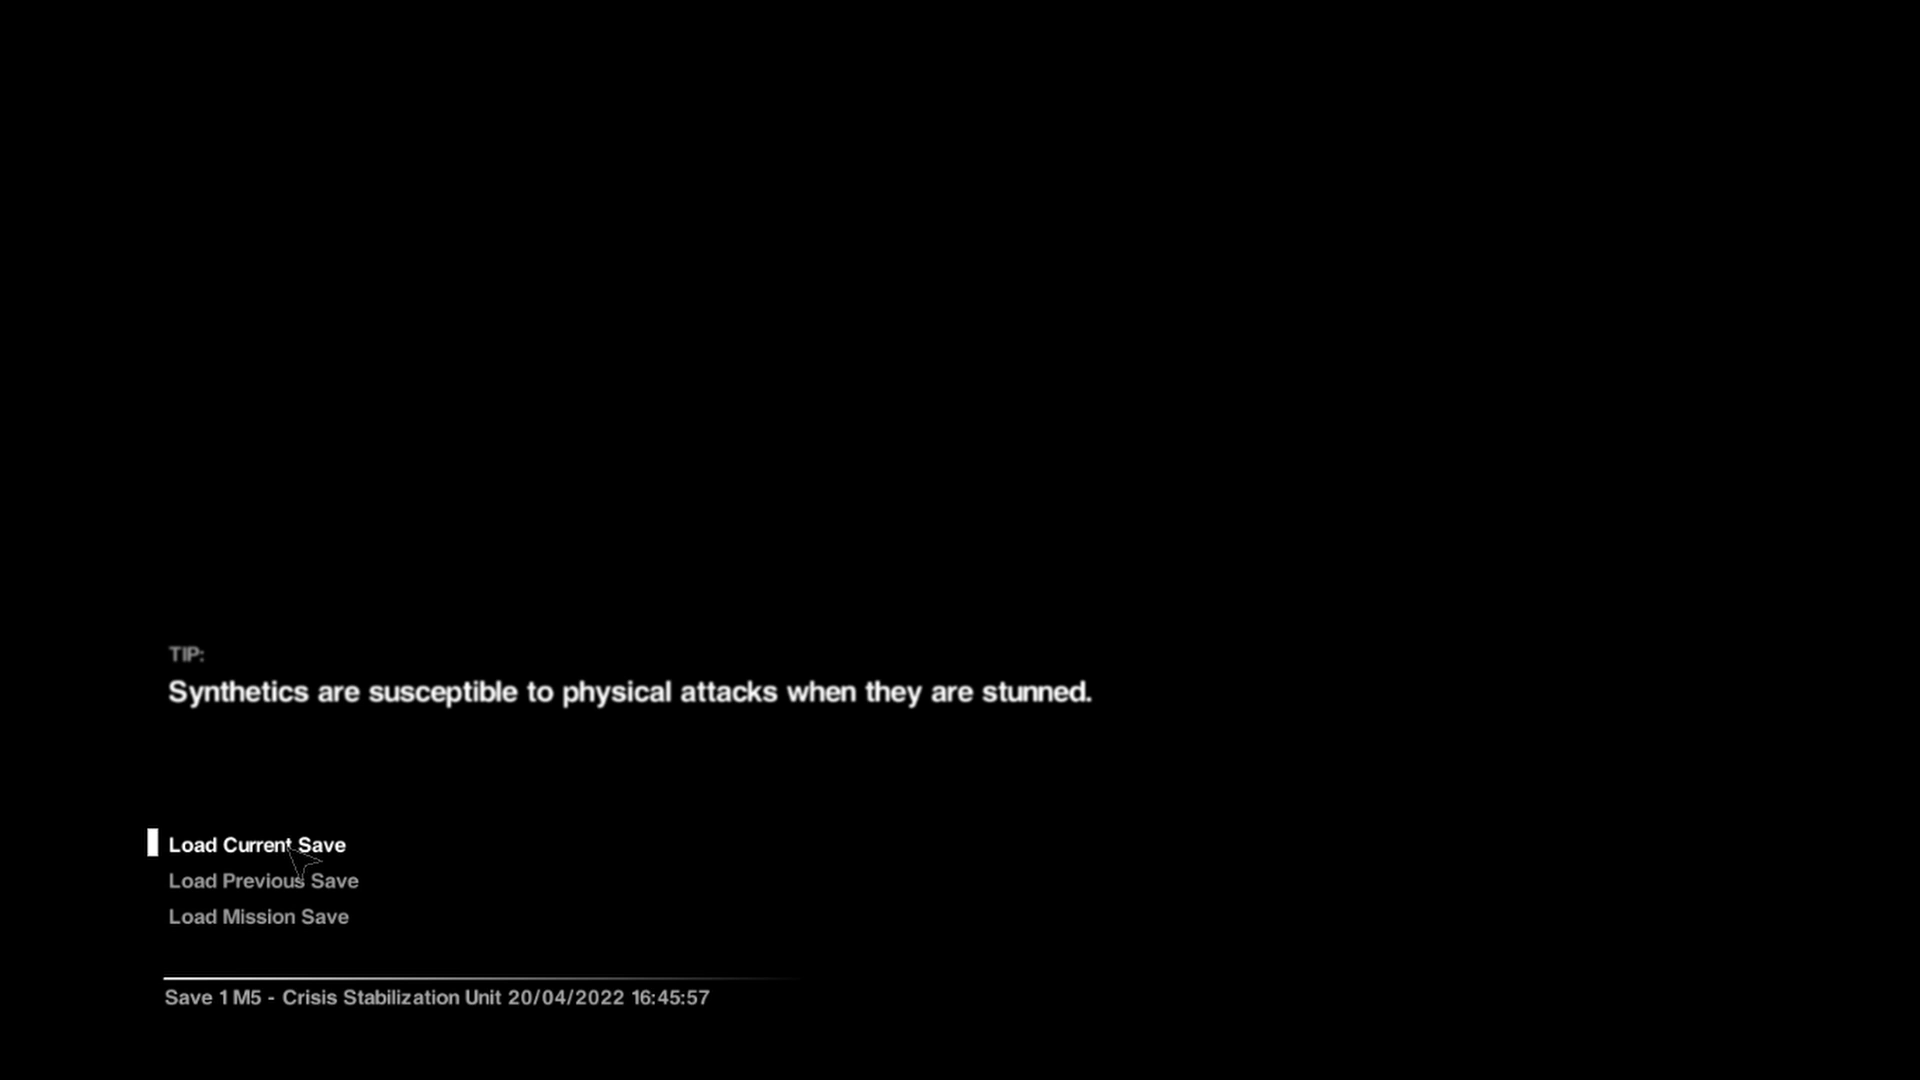 TIP:
Synthetics are susceptible to physical attacks when they are stunned.
Load Current Save
Load Previous Save
Load Mission Save
Save 1 M5 - Crisis Stabilization Unit 20/04/2022 16:45:57